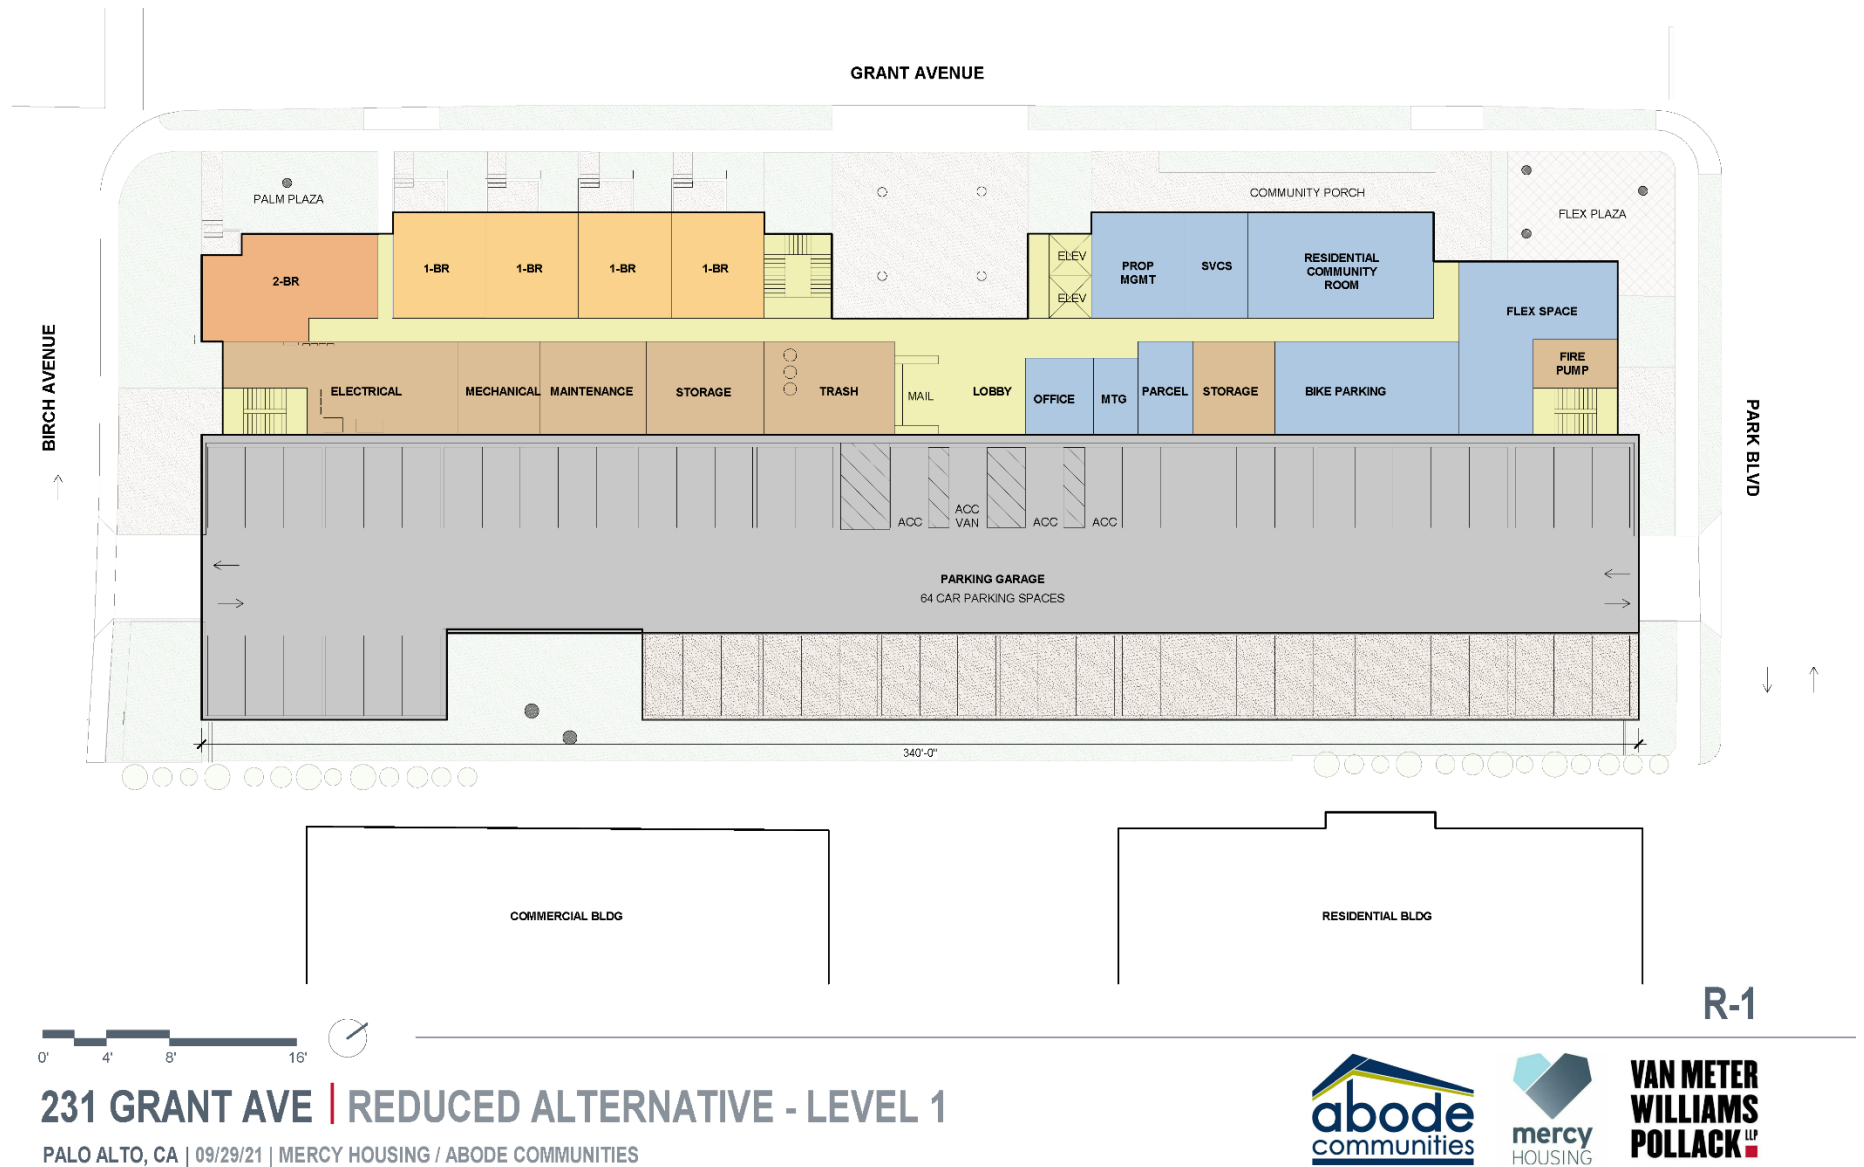 GRANT AVENUE
PALM PLAZA
COMMUNITY PORCH
FLEX PLAZA
2-BR
1-BR
1-BR
1-BR
1-BR
ELEV
ELEV
PROP
MGMT
SVCS
RESIDENTIAL
COMMUNITY
ROOM
FLEX SPACE
BIRCH AVENUE
ELECTRICAL
MECHANICAL
MAINTENANCE
STORAGE
TRASH
MAIL
LOBBY
OFFICE
MTG
PARCEL
STORAGE
BIKE PARKING
FIRE
PUMP
PARK BLVD
ACC
ACC
VAN
ACC
ACC
PARKING GARAGE
64 CAR PARKING SPACES
340'-0"
COMMERCIAL BLDG
RESIDENTIAL BLDG
R-1
0' 4' 8' 16'
231 GRANT AVE | REDUCED ALTERNATIVE - LEVEL 1
PALO ALTO, CA | 09/29/21 | MERCY HOUSING / ABODE COMMUNITIES
abode
communities
mercy
HOUSING
VAN METER
WILLIAMS
POLLACK LLP